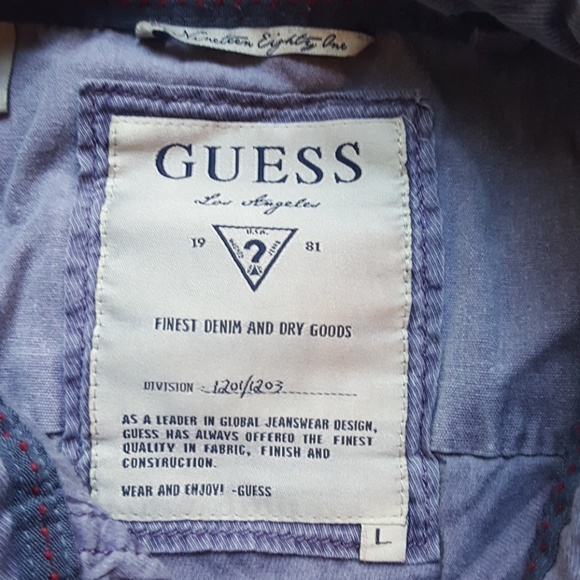 Nineteen Eighty One
GUESS
Los Angeles
19 U.S.A. 81
?
FINEST DENIM AND DRY GOODS
DIVISION 1201/1203
AS A LEADER IN GLOBAL JEANSWEAR DESIGN,
GUESS HAS ALWAYS OFFERED THE FINEST
QUALITY IN FABRIC, FINISH AND
CONSTRUCTION.
WEAR AND ENJOY! -GUESS
L